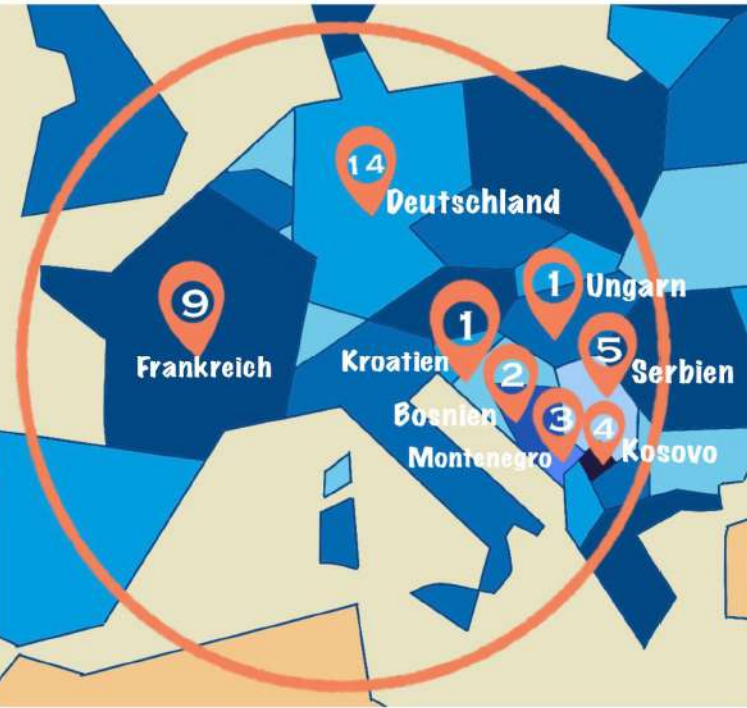 14
Deutschland
9
Frankreich
1
Ungarn
1
Kroatien
5
Serbien
2
Bosnien
3
Montenegro
4
Kosovo